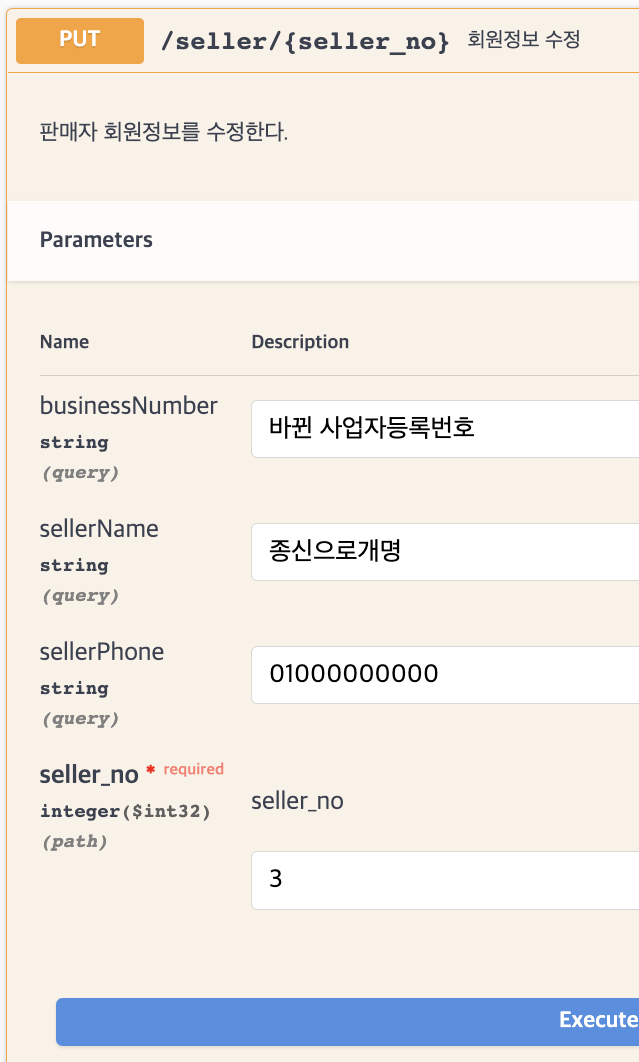 PUT /seller/{seller_no} 회원정보 수정
판매자 회원정보를 수정한다.
Parameters
Name Description
businessNumber
string
(query)
바뀐 사업자등록번호
sellerName
string
(query)
종신으로개명
sellerPhone
string
(query)
01000000000
seller_no * required
integer($int32)
(path)
seller_no
3
Execute